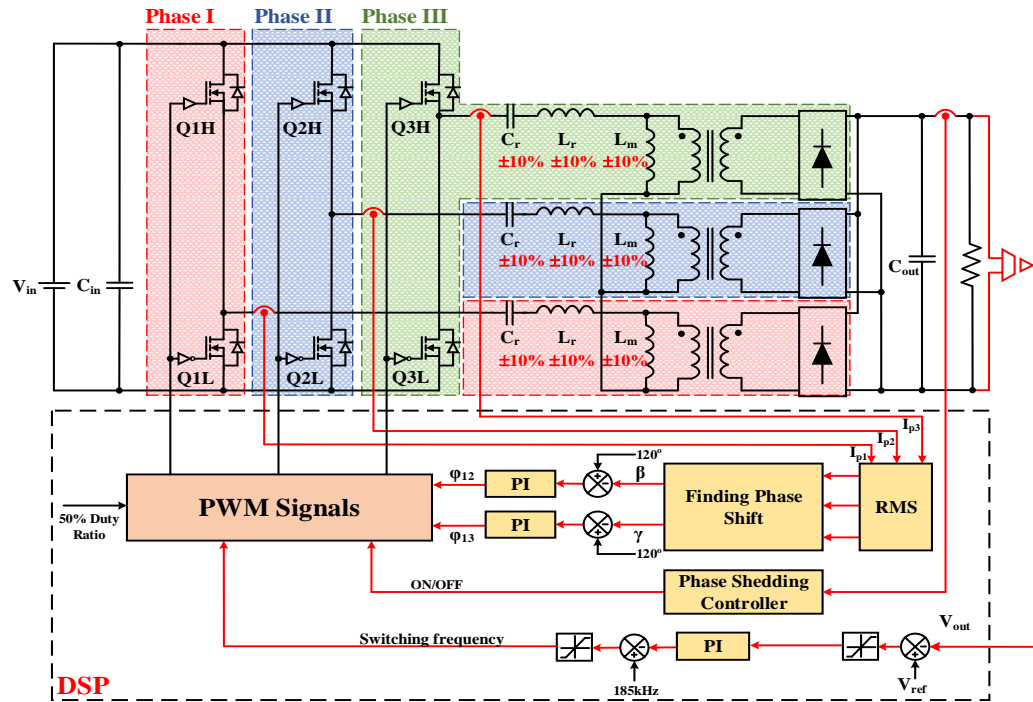 Phase I Phase II Phase III
Q1H Q2H Q3H
Cr Lr Lm
±10% ±10% ±10%
Cr Lr Lm
±10% ±10% ±10%
Vin Cin Cout
Cr Lr Lm
±10% ±10% ±10%
Q1L Q2L Q3L
Ip3
Ip2
Ip1
120°
φ12 PI β
PWM Signals
Finding Phase
Shift
RMS
50% Duty
Ratio
φ13 PI γ
120°
ON/OFF
Phase Shedding
Controller
Switching frequency
PI
Vout
185kHz
Vref
DSP